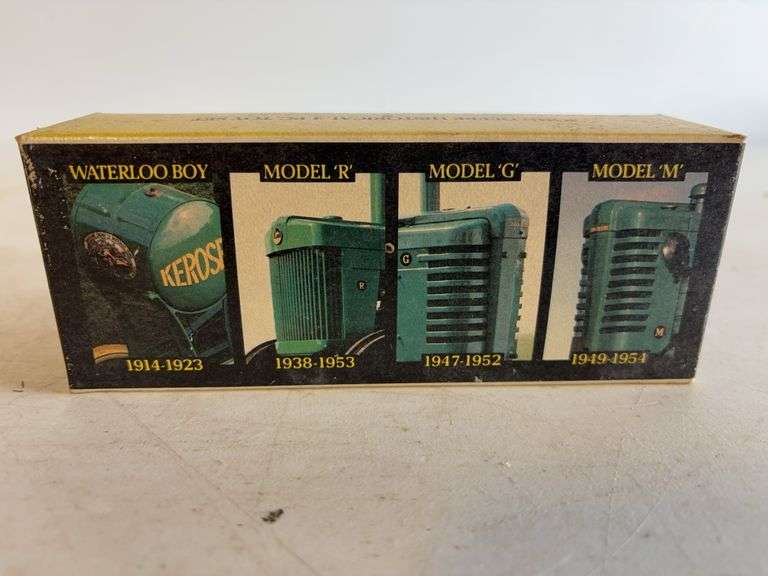 WATERLOO BOY
MODEL 'R'
MODEL 'G'
MODEL 'M'
KEROSE
R
G
M
1914-1923
1938-1953
1947-1952
1949-1954